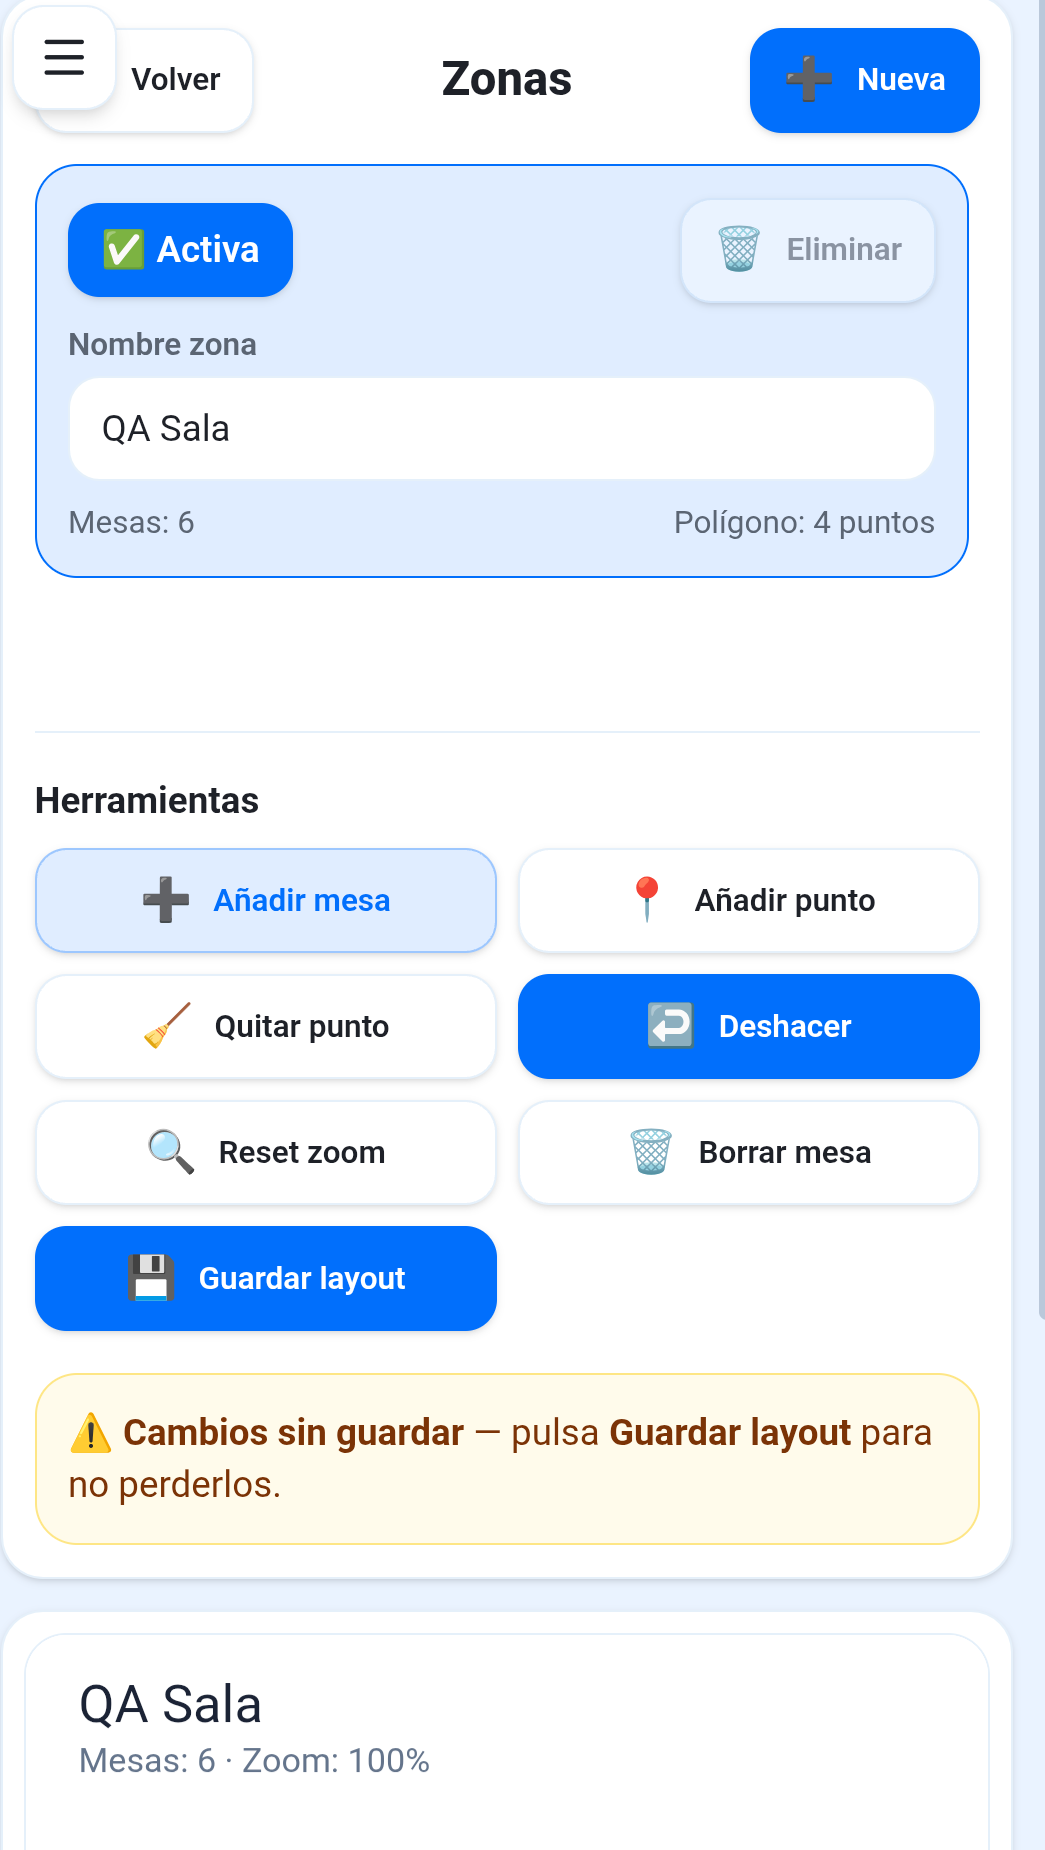 Volver
Zonas
➕ Nueva
✅ Activa
🗑️ Eliminar
Nombre zona
QA Sala
Mesas: 6
Polígono: 4 puntos
Herramientas
➕ Añadir mesa
📍 Añadir punto
🧹 Quitar punto
↩️ Deshacer
🔍 Reset zoom
🗑️ Borrar mesa
💾 Guardar layout
⚠️ Cambios sin guardar — pulsa Guardar layout para
no perderlos.
QA Sala
Mesas: 6 · Zoom: 100%